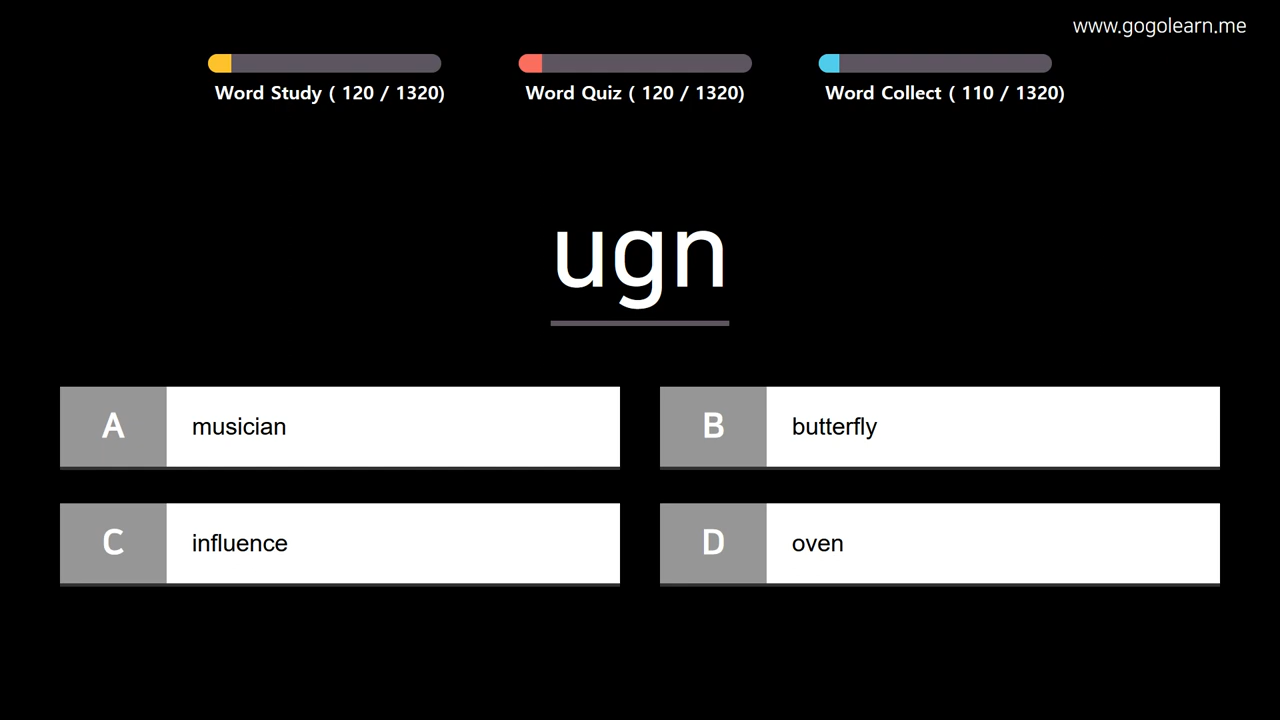 www.gogolearn.me
Word Study ( 120 / 1320)
Word Quiz ( 120 / 1320)
Word Collect ( 110 / 1320)
ugn
A musician
B butterfly
C influence
D oven